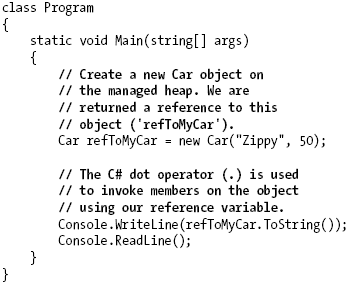 class Program
{
    static void Main(string[] args)
    {
        // Create a new Car object on
        // the managed heap. We are
        // returned a reference to this
        // object ('refToMyCar').
        Car refToMyCar = new Car("Zippy", 50);

        // The C# dot operator (.) is used
        // to invoke members on the object
        // using our reference variable.
        Console.WriteLine(refToMyCar.ToString());
        Console.ReadLine();
    }
}